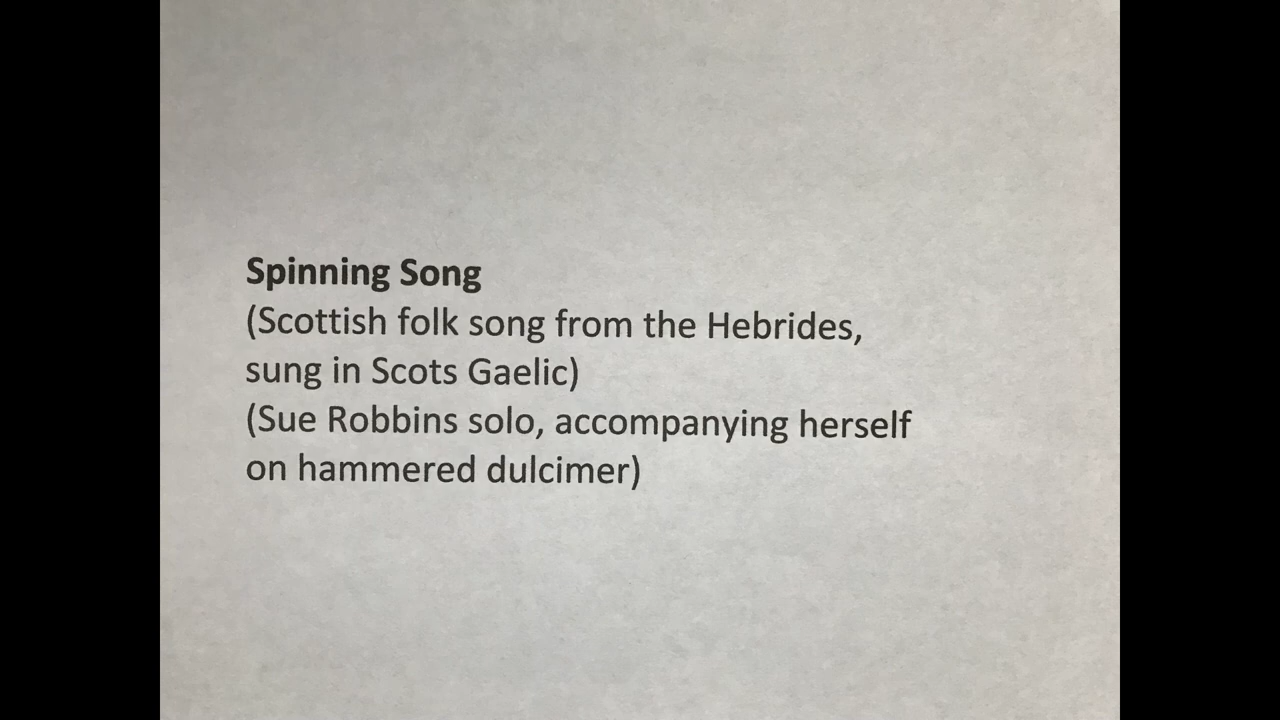 Spinning Song
(Scottish folk song from the Hebrides,
sung in Scots Gaelic)
(Sue Robbins solo, accompanying herself
on hammered dulcimer)